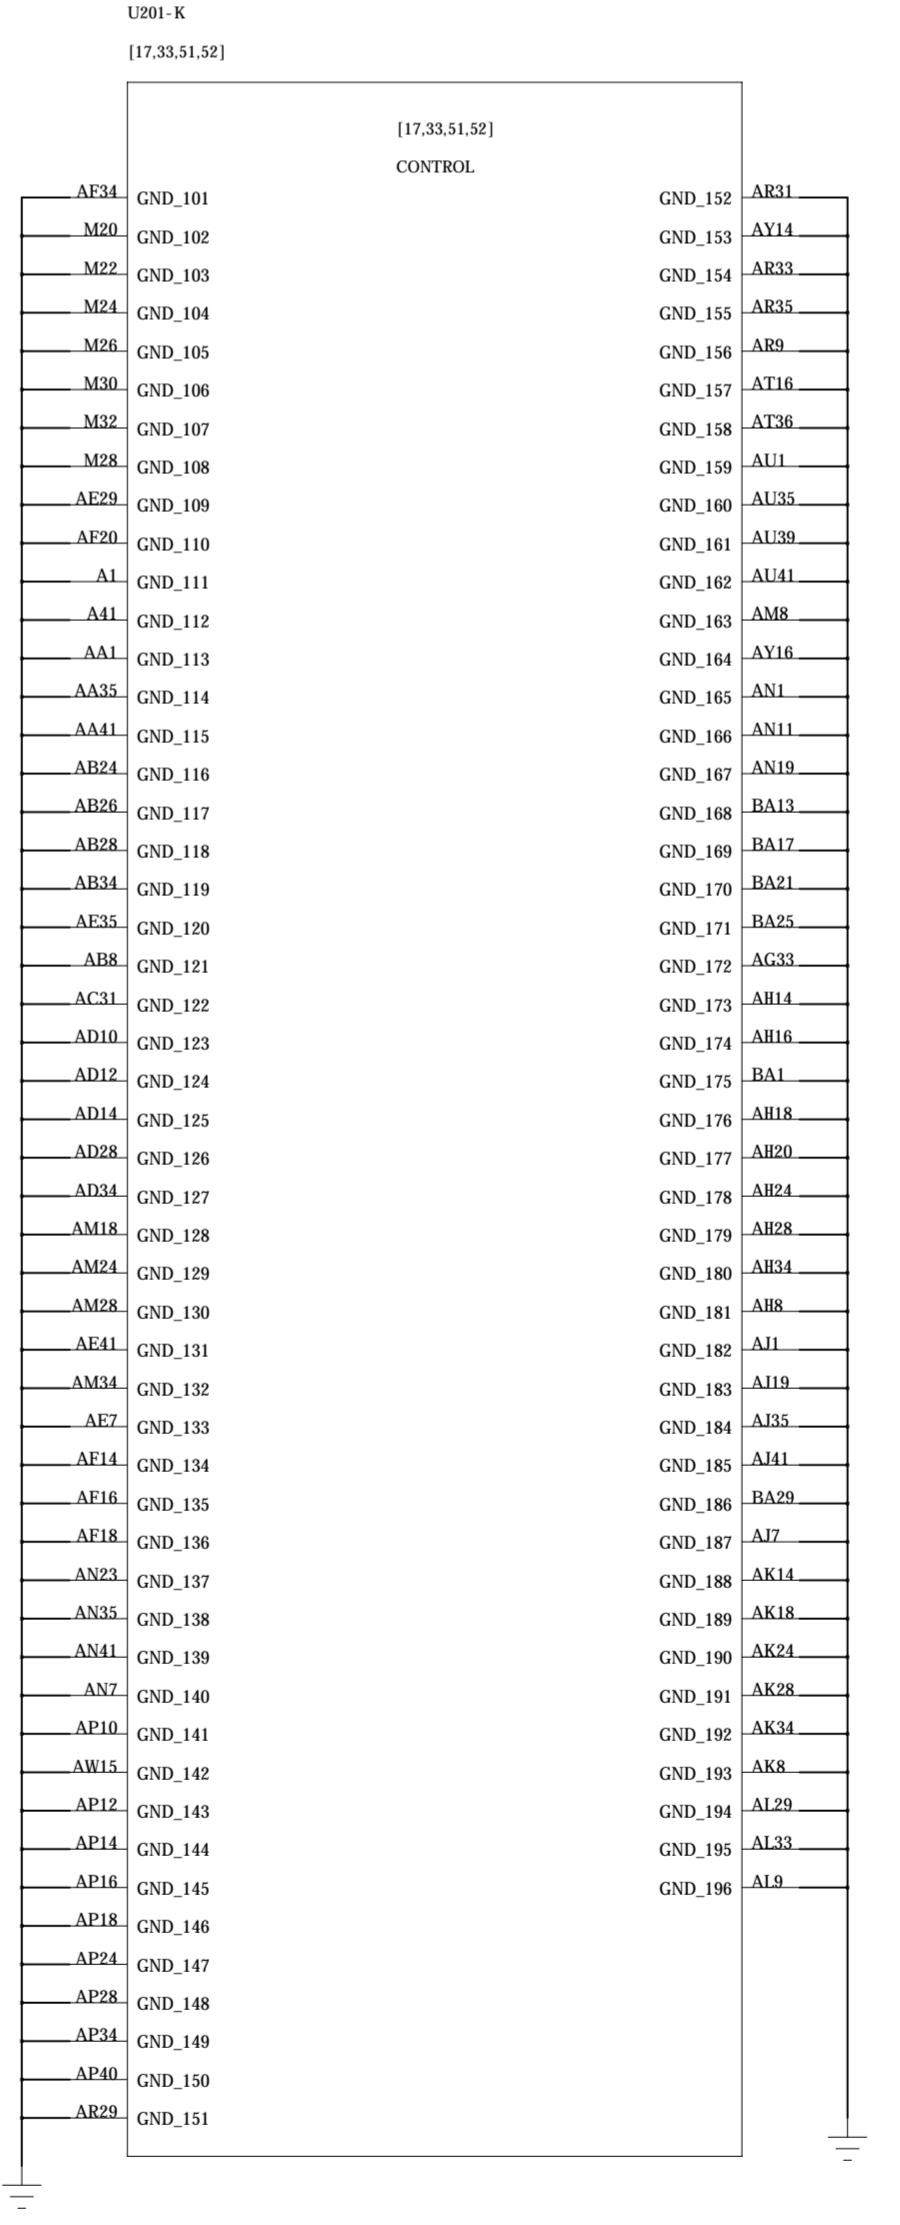 U201-K
[17,33,51,52]
[17,33,51,52]
CONTROL
AF34 GND_101 GND_152 AR31
M20 GND_102 GND_153 AY14
M22 GND_103 GND_154 AR33
M24 GND_104 GND_155 AR35
M26 GND_105 GND_156 AR9
M30 GND_106 GND_157 AT16
M32 GND_107 GND_158 AT36
M28 GND_108 GND_159 AU1
AE29 GND_109 GND_160 AU35
AF20 GND_110 GND_161 AU39
A1 GND_111 GND_162 AU41
A41 GND_112 GND_163 AM8
AA1 GND_113 GND_164 AY16
AA35 GND_114 GND_165 AN1
AA41 GND_115 GND_166 AN11
AB24 GND_116 GND_167 AN19
AB26 GND_117 GND_168 BA13
AB28 GND_118 GND_169 BA17
AB34 GND_119 GND_170 BA21
AE35 GND_120 GND_171 BA25
AB8 GND_121 GND_172 AG33
AC31 GND_122 GND_173 AH14
AD10 GND_123 GND_174 AH16
AD12 GND_124 GND_175 BA1
AD14 GND_125 GND_176 AH18
AD28 GND_126 GND_177 AH20
AD34 GND_127 GND_178 AH24
AM18 GND_128 GND_179 AH28
AM24 GND_129 GND_180 AH34
AM28 GND_130 GND_181 AH8
AE41 GND_131 GND_182 AJ1
AM34 GND_132 GND_183 AJ19
AE7 GND_133 GND_184 AJ35
AF14 GND_134 GND_185 AJ41
AF16 GND_135 GND_186 BA29
AF18 GND_136 GND_187 AJ7
AN23 GND_137 GND_188 AK14
AN35 GND_138 GND_189 AK18
AN41 GND_139 GND_190 AK24
AN7 GND_140 GND_191 AK28
AP10 GND_141 GND_192 AK34
AW15 GND_142 GND_193 AK8
AP12 GND_143 GND_194 AL29
AP14 GND_144 GND_195 AL33
AP16 GND_145 GND_196 AL9
AP18 GND_146
AP24 GND_147
AP28 GND_148
AP34 GND_149
AP40 GND_150
AR29 GND_151